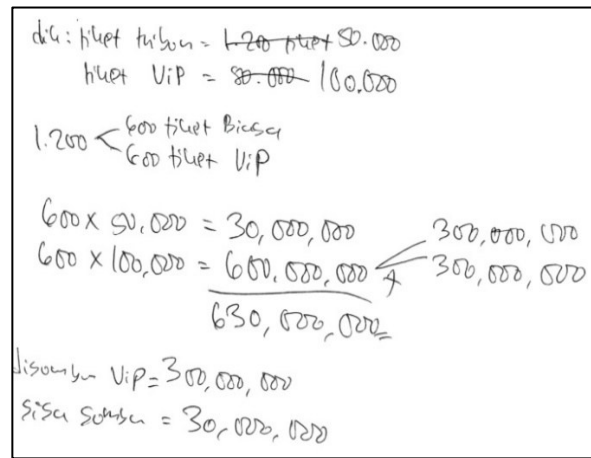 dik: tiket tribun = 1.200 tiket 50.000
tiket ViP = 80.000 100.000
1.200 < 600 tiket Biasa
600 tiket ViP
600 x 50,000 = 30,000,000
600 x 100,000 = 600,000,000 + < 300,000,000
300,000,000
630,000,000
disumbu ViP = 300,000,000
sisa = 30,000,000